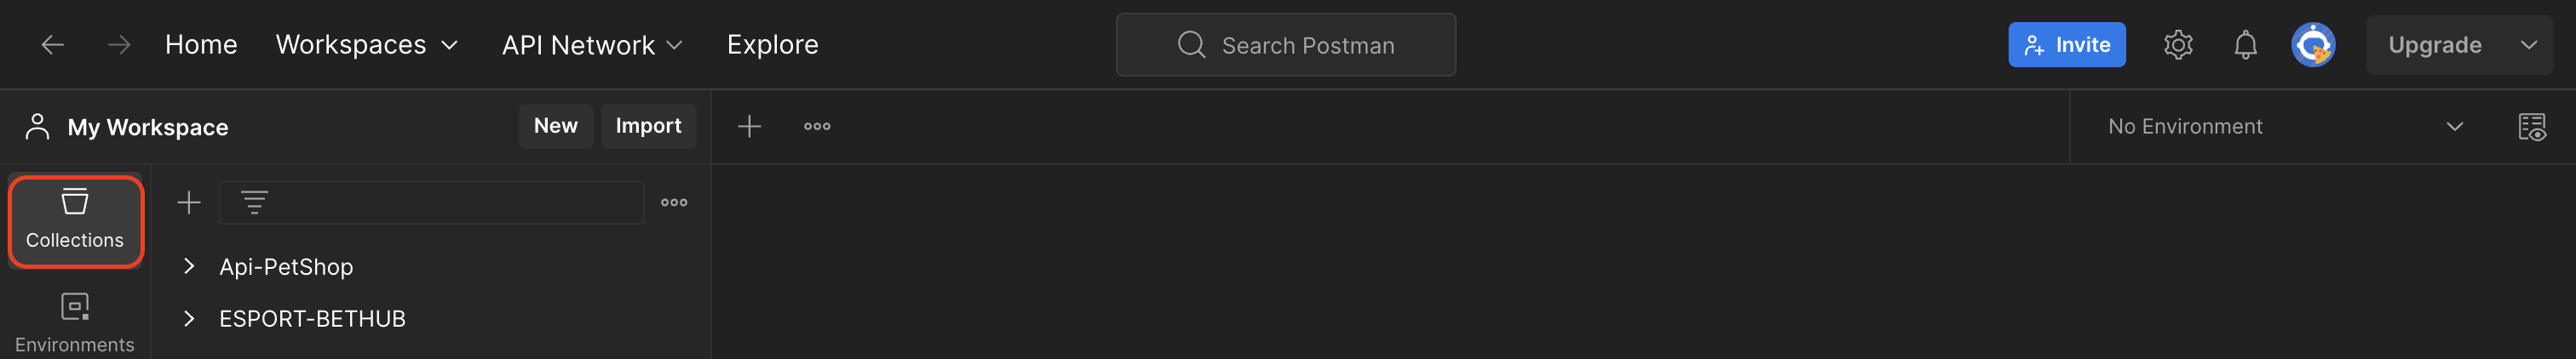 Home Workspaces API Network Explore Search Postman Invite Upgrade
My Workspace New Import No Environment
Collections
Api-PetShop
ESPORT-BETHUB
Environments